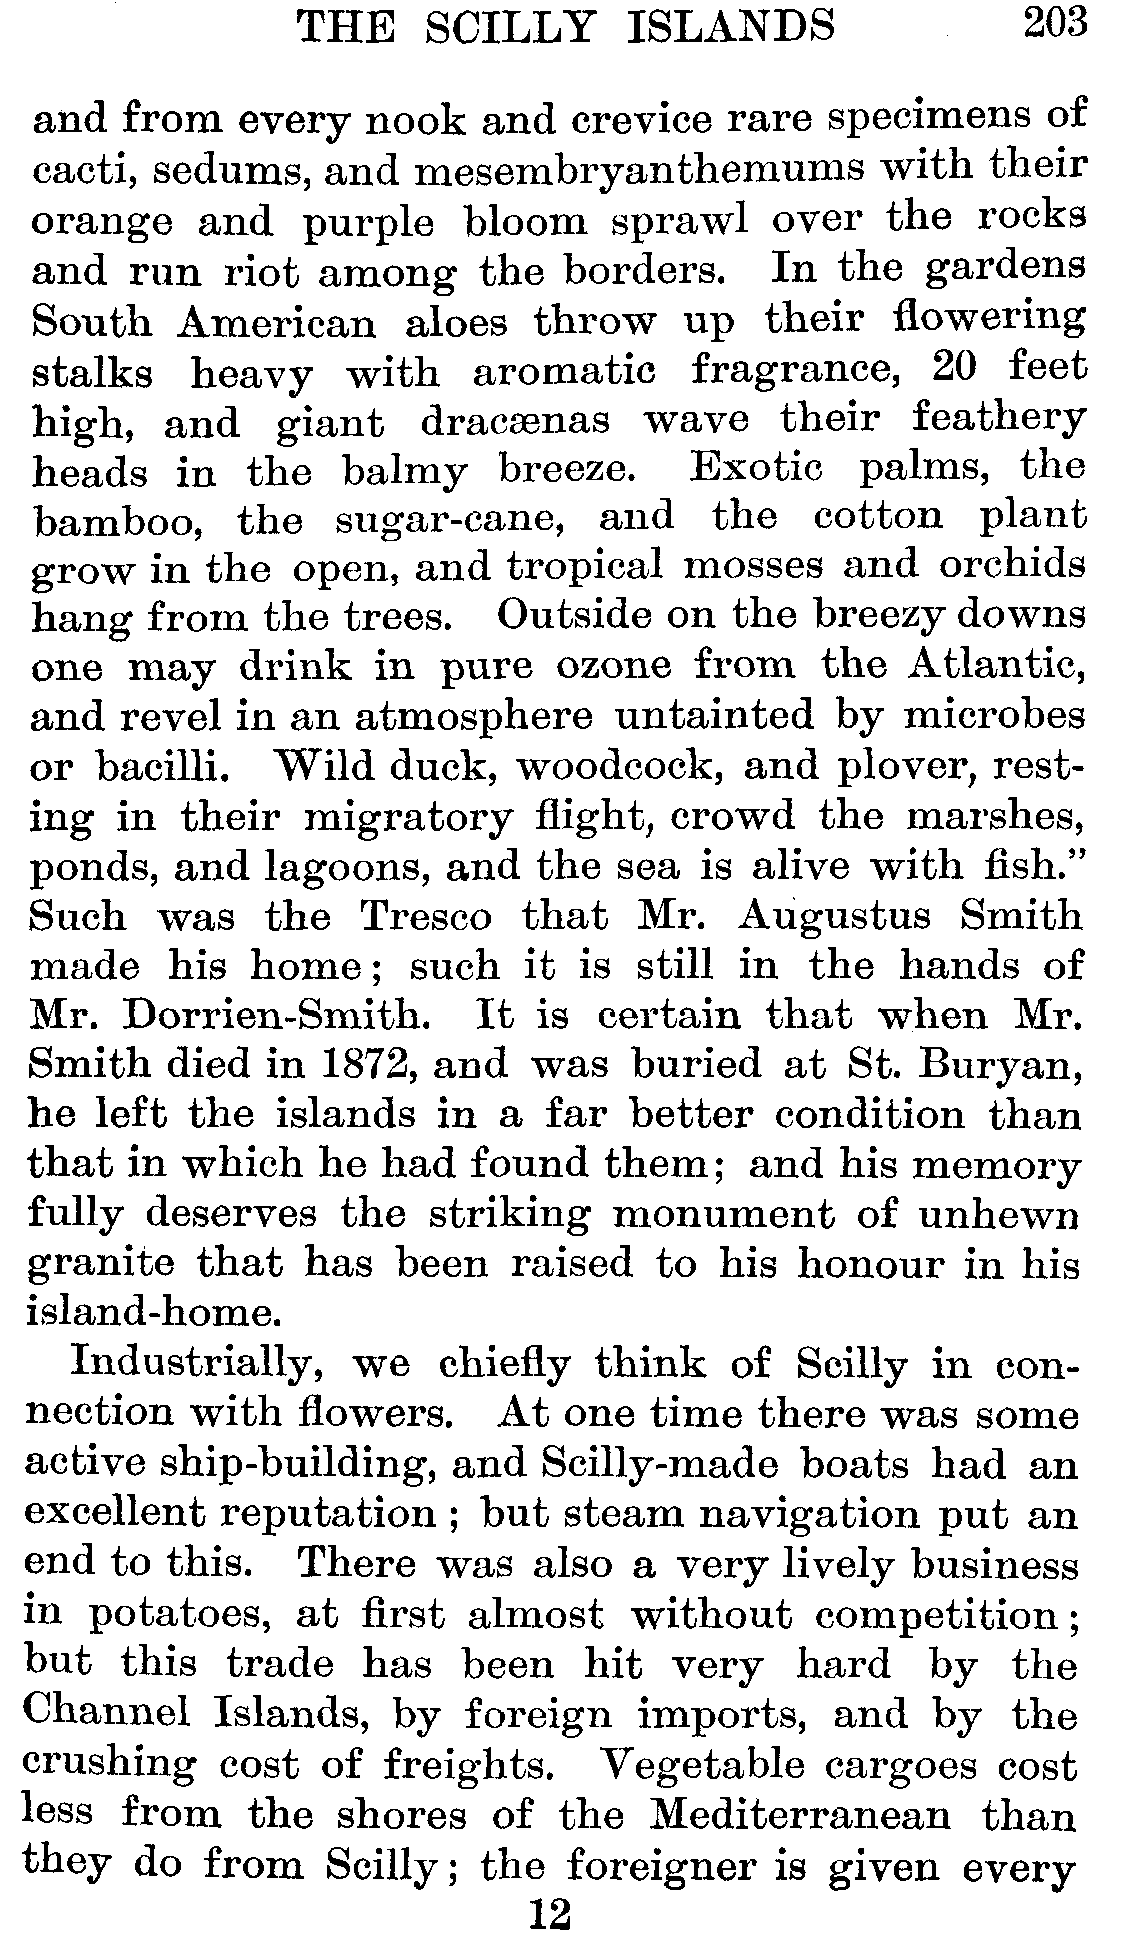 THE SCILLY ISLANDS 203
and from every nook and crevice rare specimens of
cacti, sedums, and mesembryanthemums with their
orange and purple bloom sprawl over the rocks
and run riot among the borders. In the gardens
South American aloes throw up their flowering
stalks heavy with aromatic fragrance, 20 feet
high, and giant dracænas wave their feathery
heads in the balmy breeze. Exotic palms, the
bamboo, the sugar-cane, and the cotton plant
grow in the open, and tropical mosses and orchids
hang from the trees. Outside on the breezy downs
one may drink in pure ozone from the Atlantic,
and revel in an atmosphere untainted by microbes
or bacilli. Wild duck, woodcock, and plover, rest-
ing in their migratory flight, crowd the marshes,
ponds, and lagoons, and the sea is alive with fish.”
Such was the Tresco that Mr. Augustus Smith
made his home; such it is still in the hands of
Mr. Dorrien-Smith. It is certain that when Mr.
Smith died in 1872, and was buried at St. Buryan,
he left the islands in a far better condition than
that in which he had found them; and his memory
fully deserves the striking monument of unhewn
granite that has been raised to his honour in his
island-home.
Industrially, we chiefly think of Scilly in con-
nection with flowers. At one time there was some
active ship-building, and Scilly-made boats had an
excellent reputation; but steam navigation put an
end to this. There was also a very lively business
in potatoes, at first almost without competition;
but this trade has been hit very hard by the
Channel Islands, by foreign imports, and by the
crushing cost of freights. Vegetable cargoes cost
less from the shores of the Mediterranean than
they do from Scilly; the foreigner is given every
12